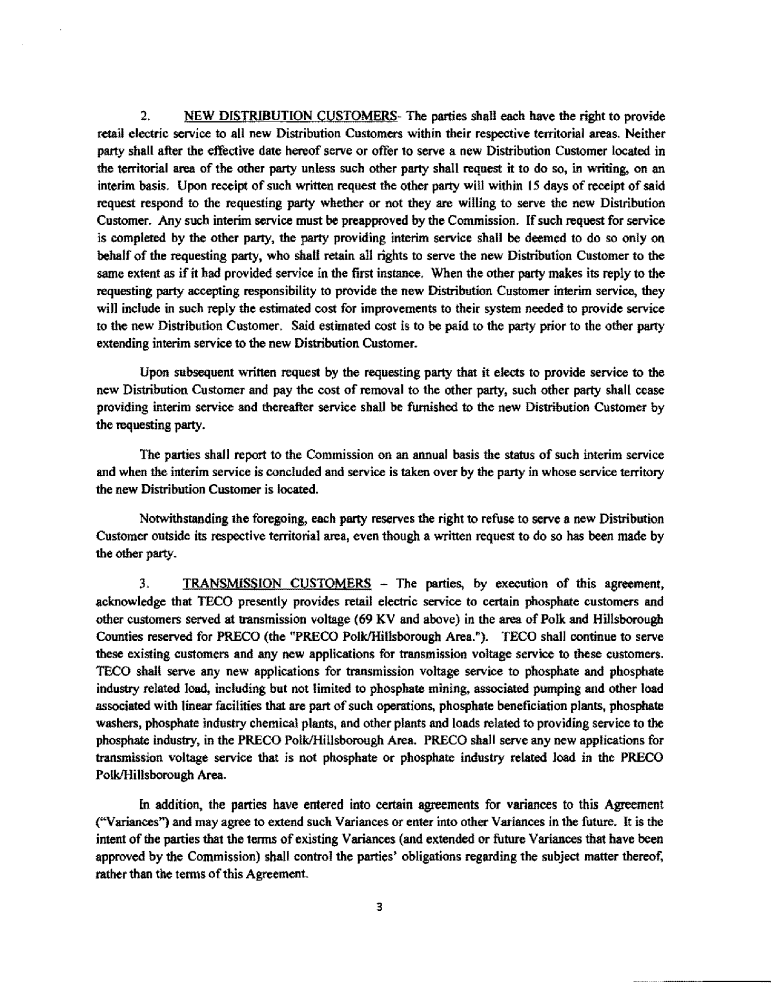 2. NEW DISTRIBUTION CUSTOMERS- The parties shall each have the right to provide
retail electric service to all new Distribution Customers within their respective territorial areas. Neither
party shall after the effective date hereof serve or offer to serve a new Distribution Customer located in
the territorial area of the other party unless such other party shall request it to do so, in writing, on an
interim basis. Upon receipt of such written request the other party will within 15 days of receipt of said
request respond to the requesting party whether or not they are willing to serve the new Distribution
Customer. Any such interim service must be preapproved by the Commission. If such request for service
is completed by the other party, the party providing interim service shall be deemed to do so only on
behalf of the requesting party, who shall retain all rights to serve the new Distribution Customer to the
same extent as if it had provided service in the first instance. When the other party makes its reply to the
requesting party accepting responsibility to provide the new Distribution Customer interim service, they
will include in such reply the estimated cost for improvements to their system needed to provide service
to the new Distribution Customer. Said estimated cost is to be paid to the party prior to the other party
extending interim service to the new Distribution Customer.
Upon subsequent written request by the requesting party that it elects to provide service to the
new Distribution Customer and pay the cost of removal to the other party, such other party shall cease
providing interim service and thereafter service shall be furnished to the new Distribution Customer by
the requesting party.
The parties shall report to the Commission on an annual basis the status of such interim service
and when the interim service is concluded and service is taken over by the party in whose service territory
the new Distribution Customer is located.
Notwithstanding the foregoing, each party reserves the right to refuse to serve a new Distribution
Customer outside its respective territorial area, even though a written request to do so has been made by
the other party.
3. TRANSMISSION CUSTOMERS – The parties, by execution of this agreement,
acknowledge that TECO presently provides retail electric service to certain phosphate customers and
other customers served at transmission voltage (69 KV and above) in the area of Polk and Hillsborough
Counties reserved for PRECO (the "PRECO Polk/Hillsborough Area."). TECO shall continue to serve
these existing customers and any new applications for transmission voltage service to these customers.
TECO shall serve any new applications for transmission voltage service to phosphate and phosphate
industry related load, including but not limited to phosphate mining, associated pumping and other load
associated with linear facilities that are part of such operations, phosphate beneficiation plants, phosphate
washers, phosphate industry chemical plants, and other plants and loads related to providing service to the
phosphate industry, in the PRECO Polk/Hillsborough Area. PRECO shall serve any new applications for
transmission voltage service that is not phosphate or phosphate industry related load in the PRECO
Polk/Hillsborough Area.
In addition, the parties have entered into certain agreements for variances to this Agreement
(“Variances”) and may agree to extend such Variances or enter into other Variances in the future. It is the
intent of the parties that the terms of existing Variances (and extended or future Variances that have been
approved by the Commission) shall control the parties’ obligations regarding the subject matter thereof,
rather than the terms of this Agreement.
3